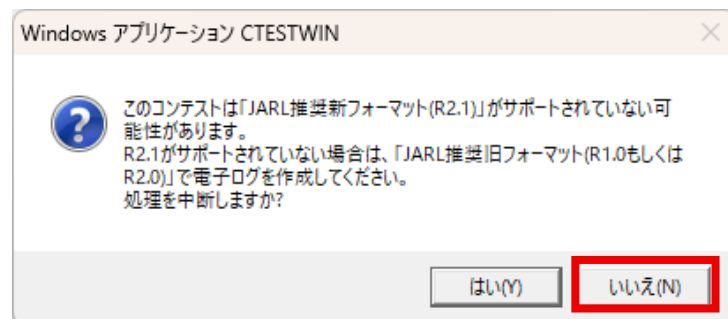 Windows アプリケーション CTESTWIN
このコンテストは「JARL推奨新フォーマット(R2.1)」がサポートされていない可
能性があります。
R2.1がサポートされていない場合は、「JARL推奨旧フォーマット(R1.0もしくは
R2.0)」で電子ログを作成してください。
処理を中断しますか?
はい(Y)
いいえ(N)